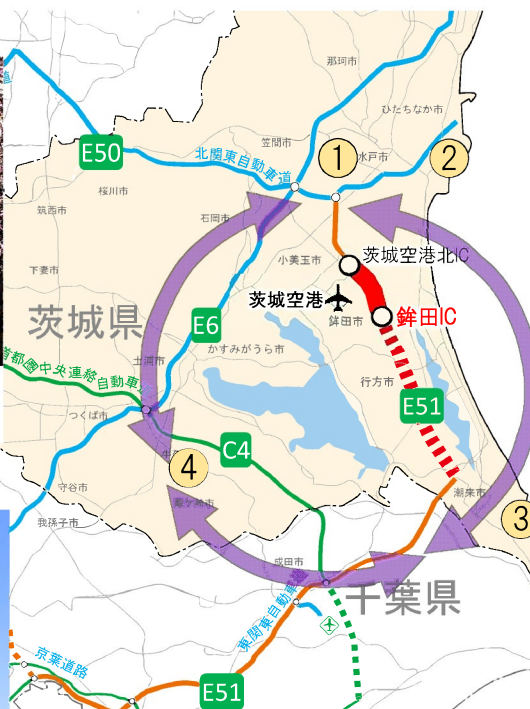 那珂市
ひたちなか市
E50
笠間市
①
水戸市
②
北関東自動車道
桜川市
筑西市
石岡市
小美玉市
茨城空港北IC
下妻市
茨城空港
鉾田市
鉾田IC
茨城県
E6
かすみがうら市
土浦市
首都圏中央連絡自動車
行方市
E51
つくば市
C4
④
守谷市
潮来市
我孫子市
③
成田市
千葉県
東関東自動車
京葉道路
E51